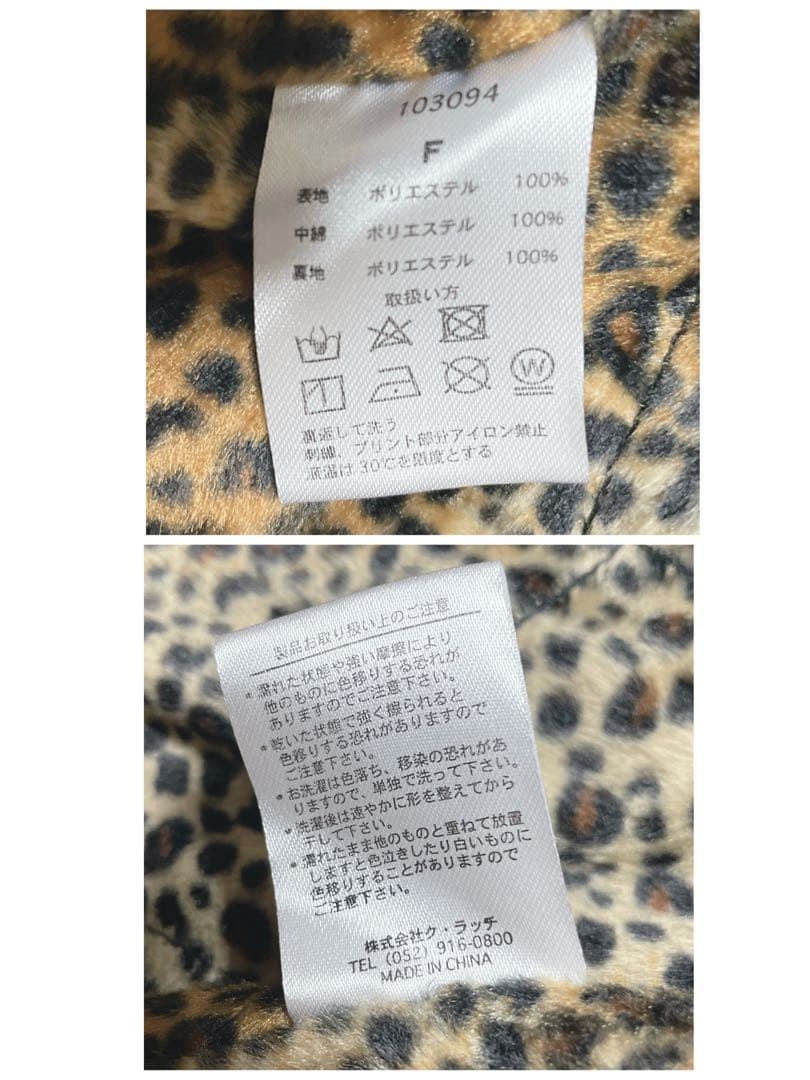 103094
F
表地 ポリエステル 100%
中綿 ポリエステル 100%
裏地 ポリエステル 100%
取扱い方
W
裏返して洗う
刺繍、プリント部分アイロン禁止
液温は30℃を限度とする
製品お取り扱い上のご注意
* 濡れた状態や強い摩擦により
他のものに色移りする恐れが
ありますのでご注意下さい。
* 乾いた状態で強く擦られると
色移りする恐れがありますので
ご注意下さい。
* お洗濯は色落ち、移染の恐れがあ
りますので、単独で洗って下さい。
* 洗濯後は速やかに形を整えてから
干して下さい。
* 濡れたまま他のものと重ねて放置
しますと色泣きしたり白いものに
色移りすることがありますので
ご注意下さい。
株式会社ク・ラッチ
TEL (052) 916-0800
MADE IN CHINA